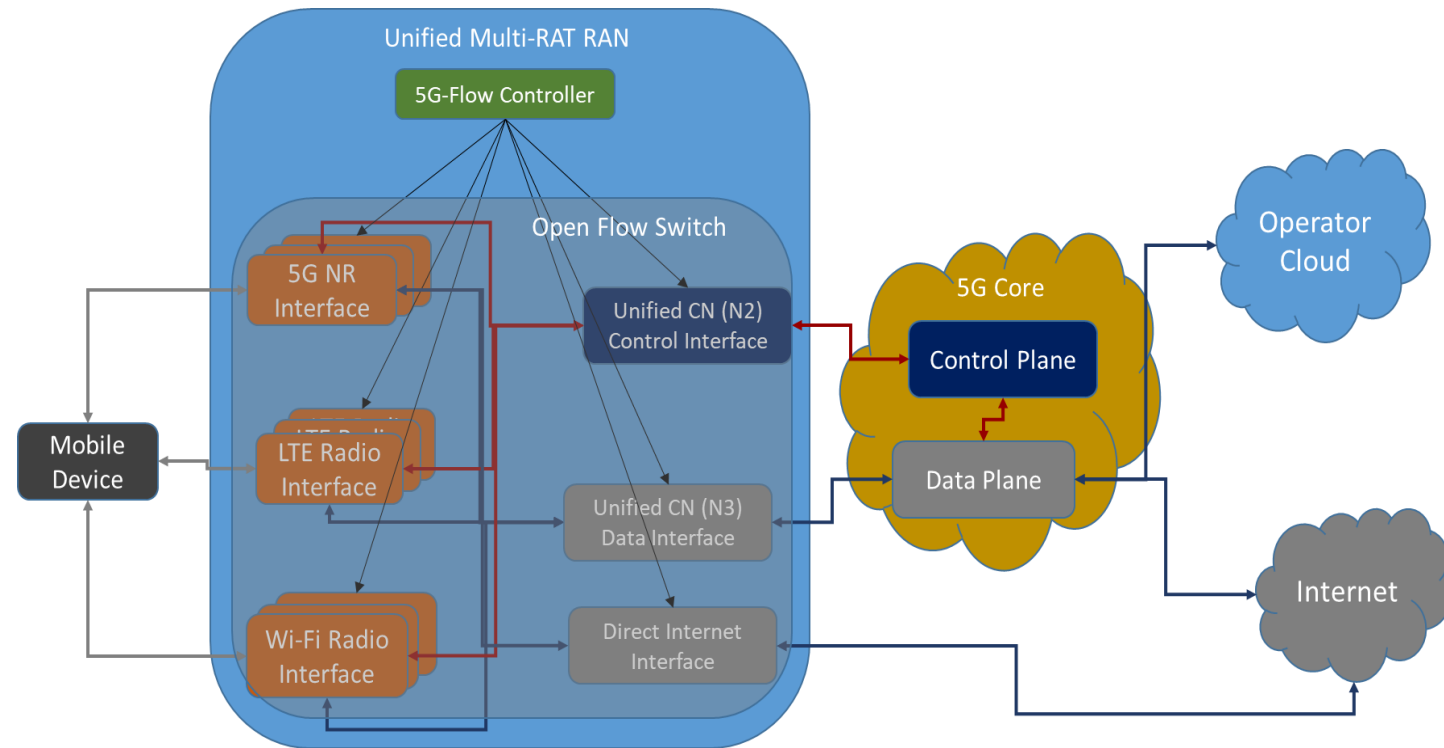 Unified Multi-RAT RAN
5G-Flow Controller
Open Flow Switch
5G NR
Interface
Unified CN (N2)
Control Interface
5G Core
Control Plane
Operator
Cloud
Mobile
Device
LTE Radio
Interface
Unified CN (N3)
Data Interface
Data Plane
Wi-Fi Radio
Interface
Direct Internet
Interface
Internet